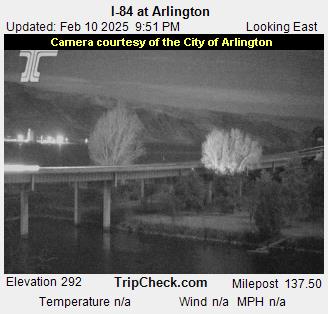 I-84 at Arlington
Updated: Feb 10 2025 9:51 PM Looking East
Camera courtesy of the City of Arlington
Elevation 292 TripCheck.com Milepost 137.50
Temperature n/a Wind n/a MPH n/a